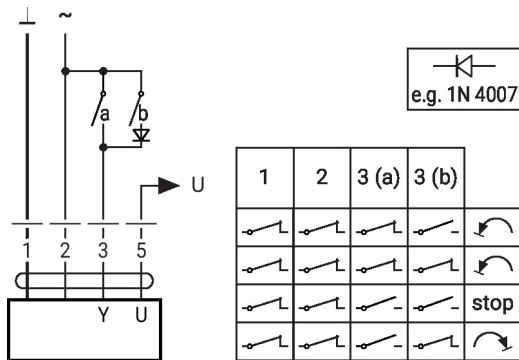 ⊥ ~
a b
e.g. 1N 4007
U
1 2 3 5
Y U
1 2 3 (a) 3 (b)
stop